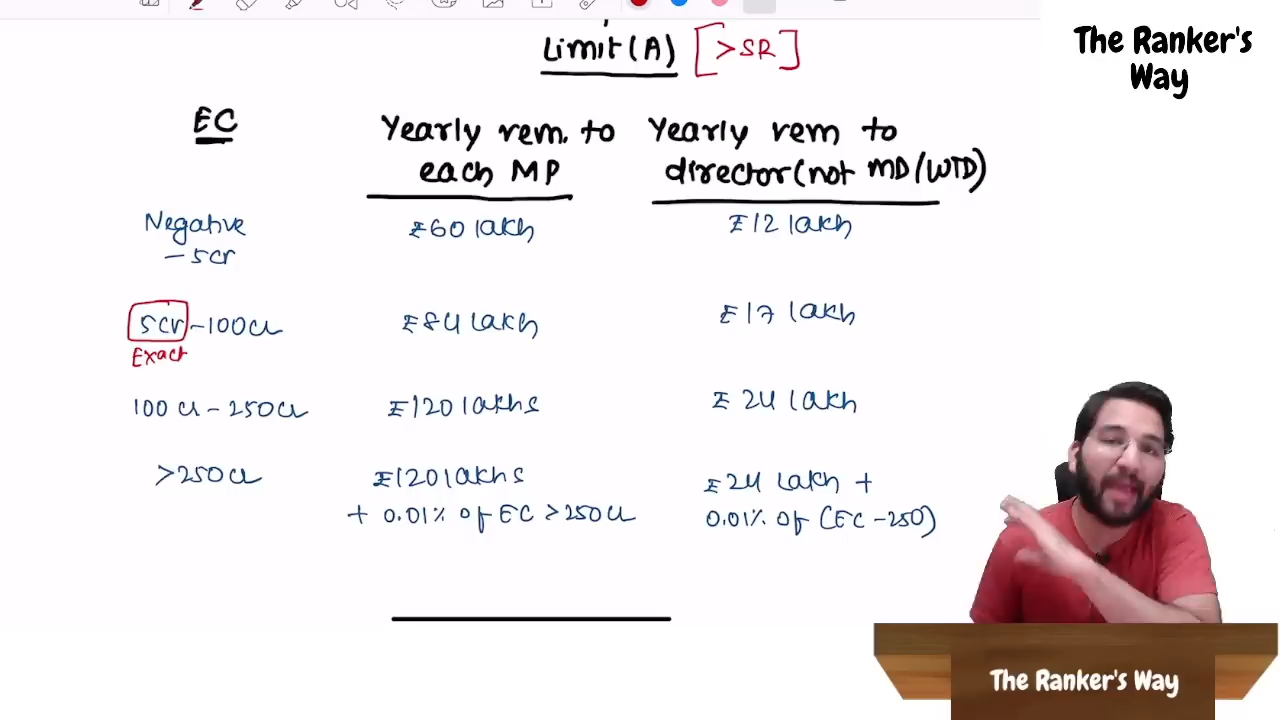 The Ranker's
Way
Limit(A) [>SR]
EC
Yearly rem. to
each MP
Yearly rem to
director(not MD/WTD)
Negative
-5cr
₹60 lakh
₹12 lakh
5cr-100cr
Exact
₹84 lakh
₹17 lakh
100 cr - 250cr
₹120 lakhs
₹24 lakh
>250cr
₹120 lakhs
+ 0.01% of EC >250cr
₹24 lakh +
0.01% of (EC -250)
The Ranker's Way